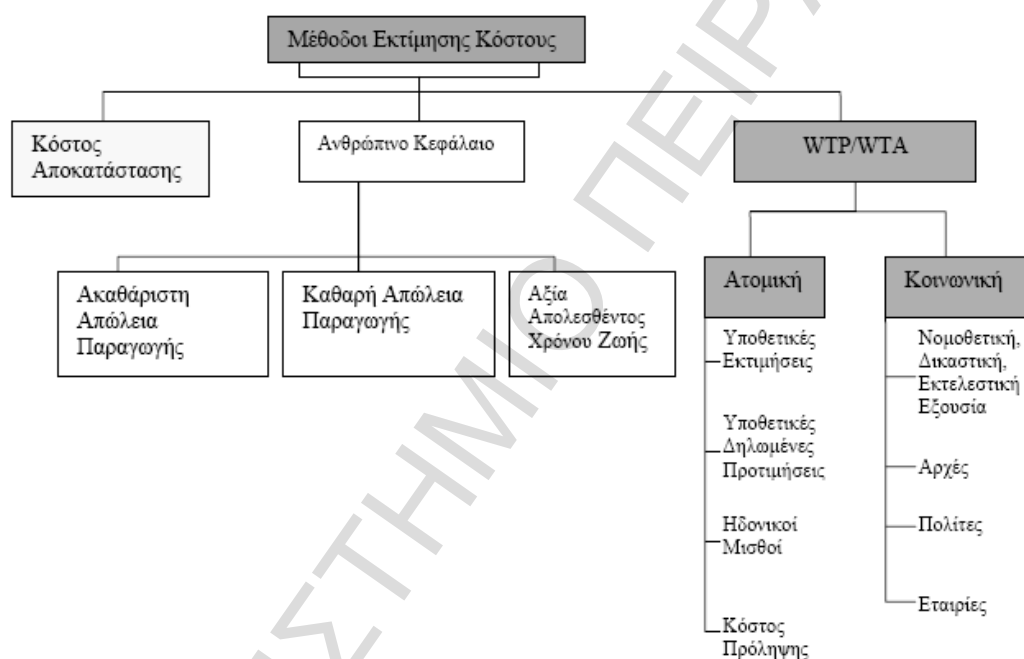 Μέθοδοι Εκτίμησης Κόστους
Κόστος
Αποκατάστασης
Ανθρώπινο Κεφάλαιο
WTP/WTA
Ακαθάριστη
Απώλεια
Παραγωγής
Καθαρή Απώλεια
Παραγωγής
Αξία
Απολεσθέντος
Χρόνου Ζωής
Ατομική
Υποθετικές
Εκτιμήσεις
Υποθετικές
Δηλωμένες
Προτιμήσεις
Ηδονικοί
Μισθοί
Κόστος
Πρόληψης
Κοινωνική
Νομοθετική,
Δικαστική,
Εκτελεστική
Εξουσία
Αρχές
Πολίτες
Εταιρίες